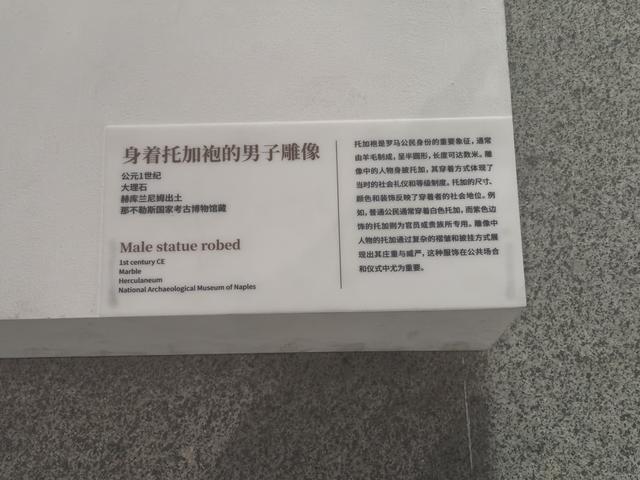 身着托加袍的男子雕像
公元1世纪
大理石
赫库兰尼姆出土
那不勒斯国家考古博物馆藏
Male statue robed
1st century CE
Marble
Herculaneum
National Archaeological Museum of Naples
托加袍是罗马公民身份的重要象征，通常
由羊毛制成，呈半圆形，长度可达数米。雕
像中的人物身披托加，其穿着方式体现了
当时的社会礼仪和等级制度。托加的尺寸、
颜色和装饰反映了穿着者的社会地位。例
如，普通公民通常穿着白色托加，而紫色边
饰的托加则为官员或贵族所专用。雕像中
人物的托加通过复杂的褶皱和披挂方式展
现出其庄重与威严，这种服饰在公共场合
和仪式中尤为重要。